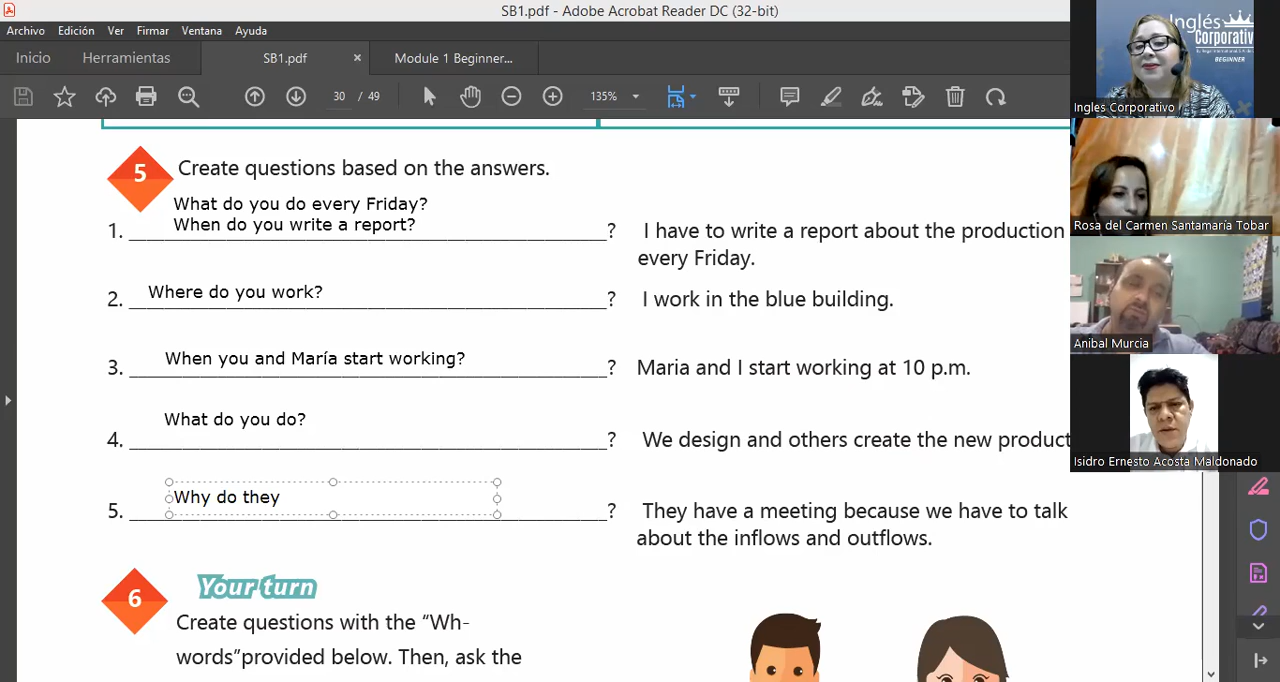 SB1.pdf - Adobe Acrobat Reader DC (32-bit)
Archivo Edición Ver Firmar Ventana Ayuda
Inicio Herramientas SB1.pdf × Module 1 Beginner...
30 / 49 135%
5 Create questions based on the answers.
What do you do every Friday?
When do you write a report?
1. ? I have to write a report about the production
every Friday.
Where do you work?
2. ? I work in the blue building.
When you and María start working?
3. ? Maria and I start working at 10 p.m.
What do you do?
4. ? We design and others create the new product
Why do they
5. ? They have a meeting because we have to talk
about the inflows and outflows.
6 Your turn
Create questions with the “Wh-
words”provided below. Then, ask the
Inglés
Corporativ
BEGINNER
Ingles Corporativo
Rosa del Carmen Santamaría Tobar
Anibal Murcia
Isidro Ernesto Acosta Maldonado